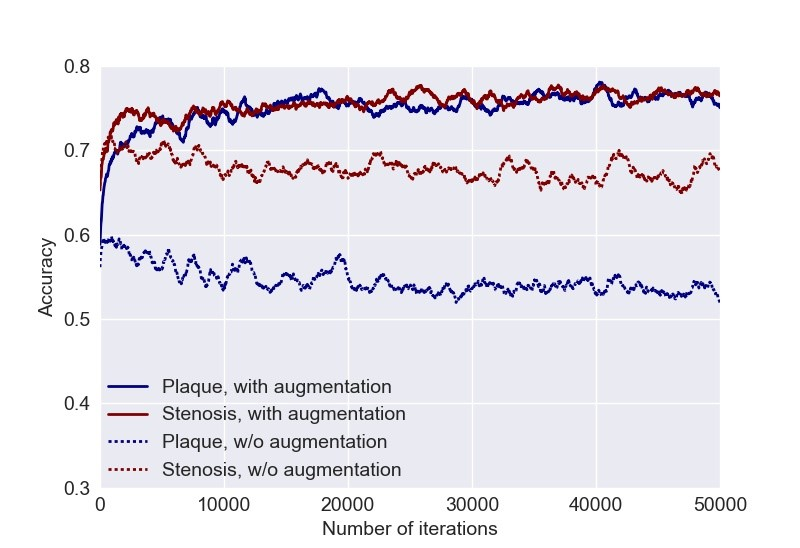 0.8
0.7
0.6
0.5
0.4
0.3
Accuracy
Plaque, with augmentation
Stenosis, with augmentation
Plaque, w/o augmentation
Stenosis, w/o augmentation
0 10000 20000 30000 40000 50000
Number of iterations